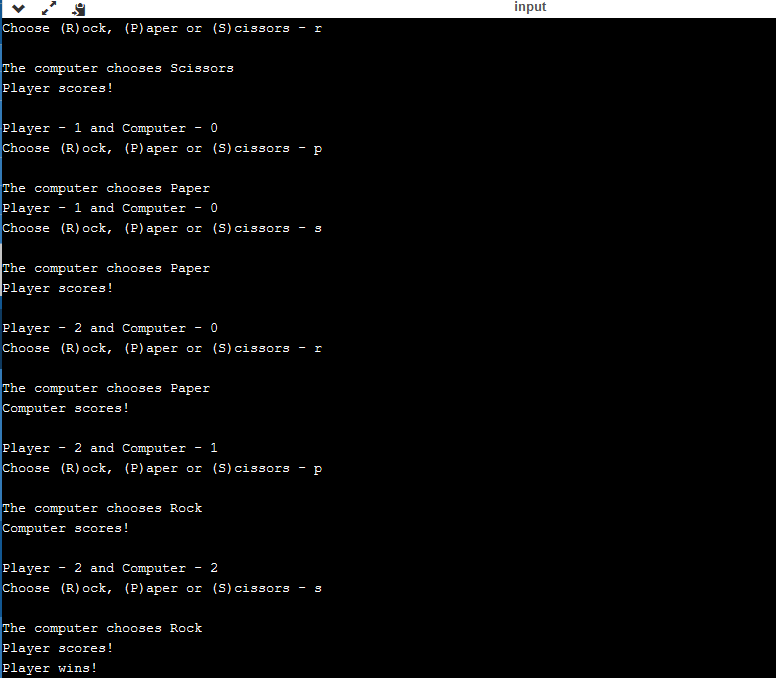 input
Choose (R)ock, (P)aper or (S)cissors - r
The computer chooses Scissors
Player scores!
Player - 1 and Computer - 0
Choose (R)ock, (P)aper or (S)cissors - p
The computer chooses Paper
Player - 1 and Computer - 0
Choose (R)ock, (P)aper or (S)cissors - s
The computer chooses Paper
Player scores!
Player - 2 and Computer - 0
Choose (R)ock, (P)aper or (S)cissors - r
The computer chooses Paper
Computer scores!
Player - 2 and Computer - 1
Choose (R)ock, (P)aper or (S)cissors - p
The computer chooses Rock
Computer scores!
Player - 2 and Computer - 2
Choose (R)ock, (P)aper or (S)cissors - s
The computer chooses Rock
Player scores!
Player wins!